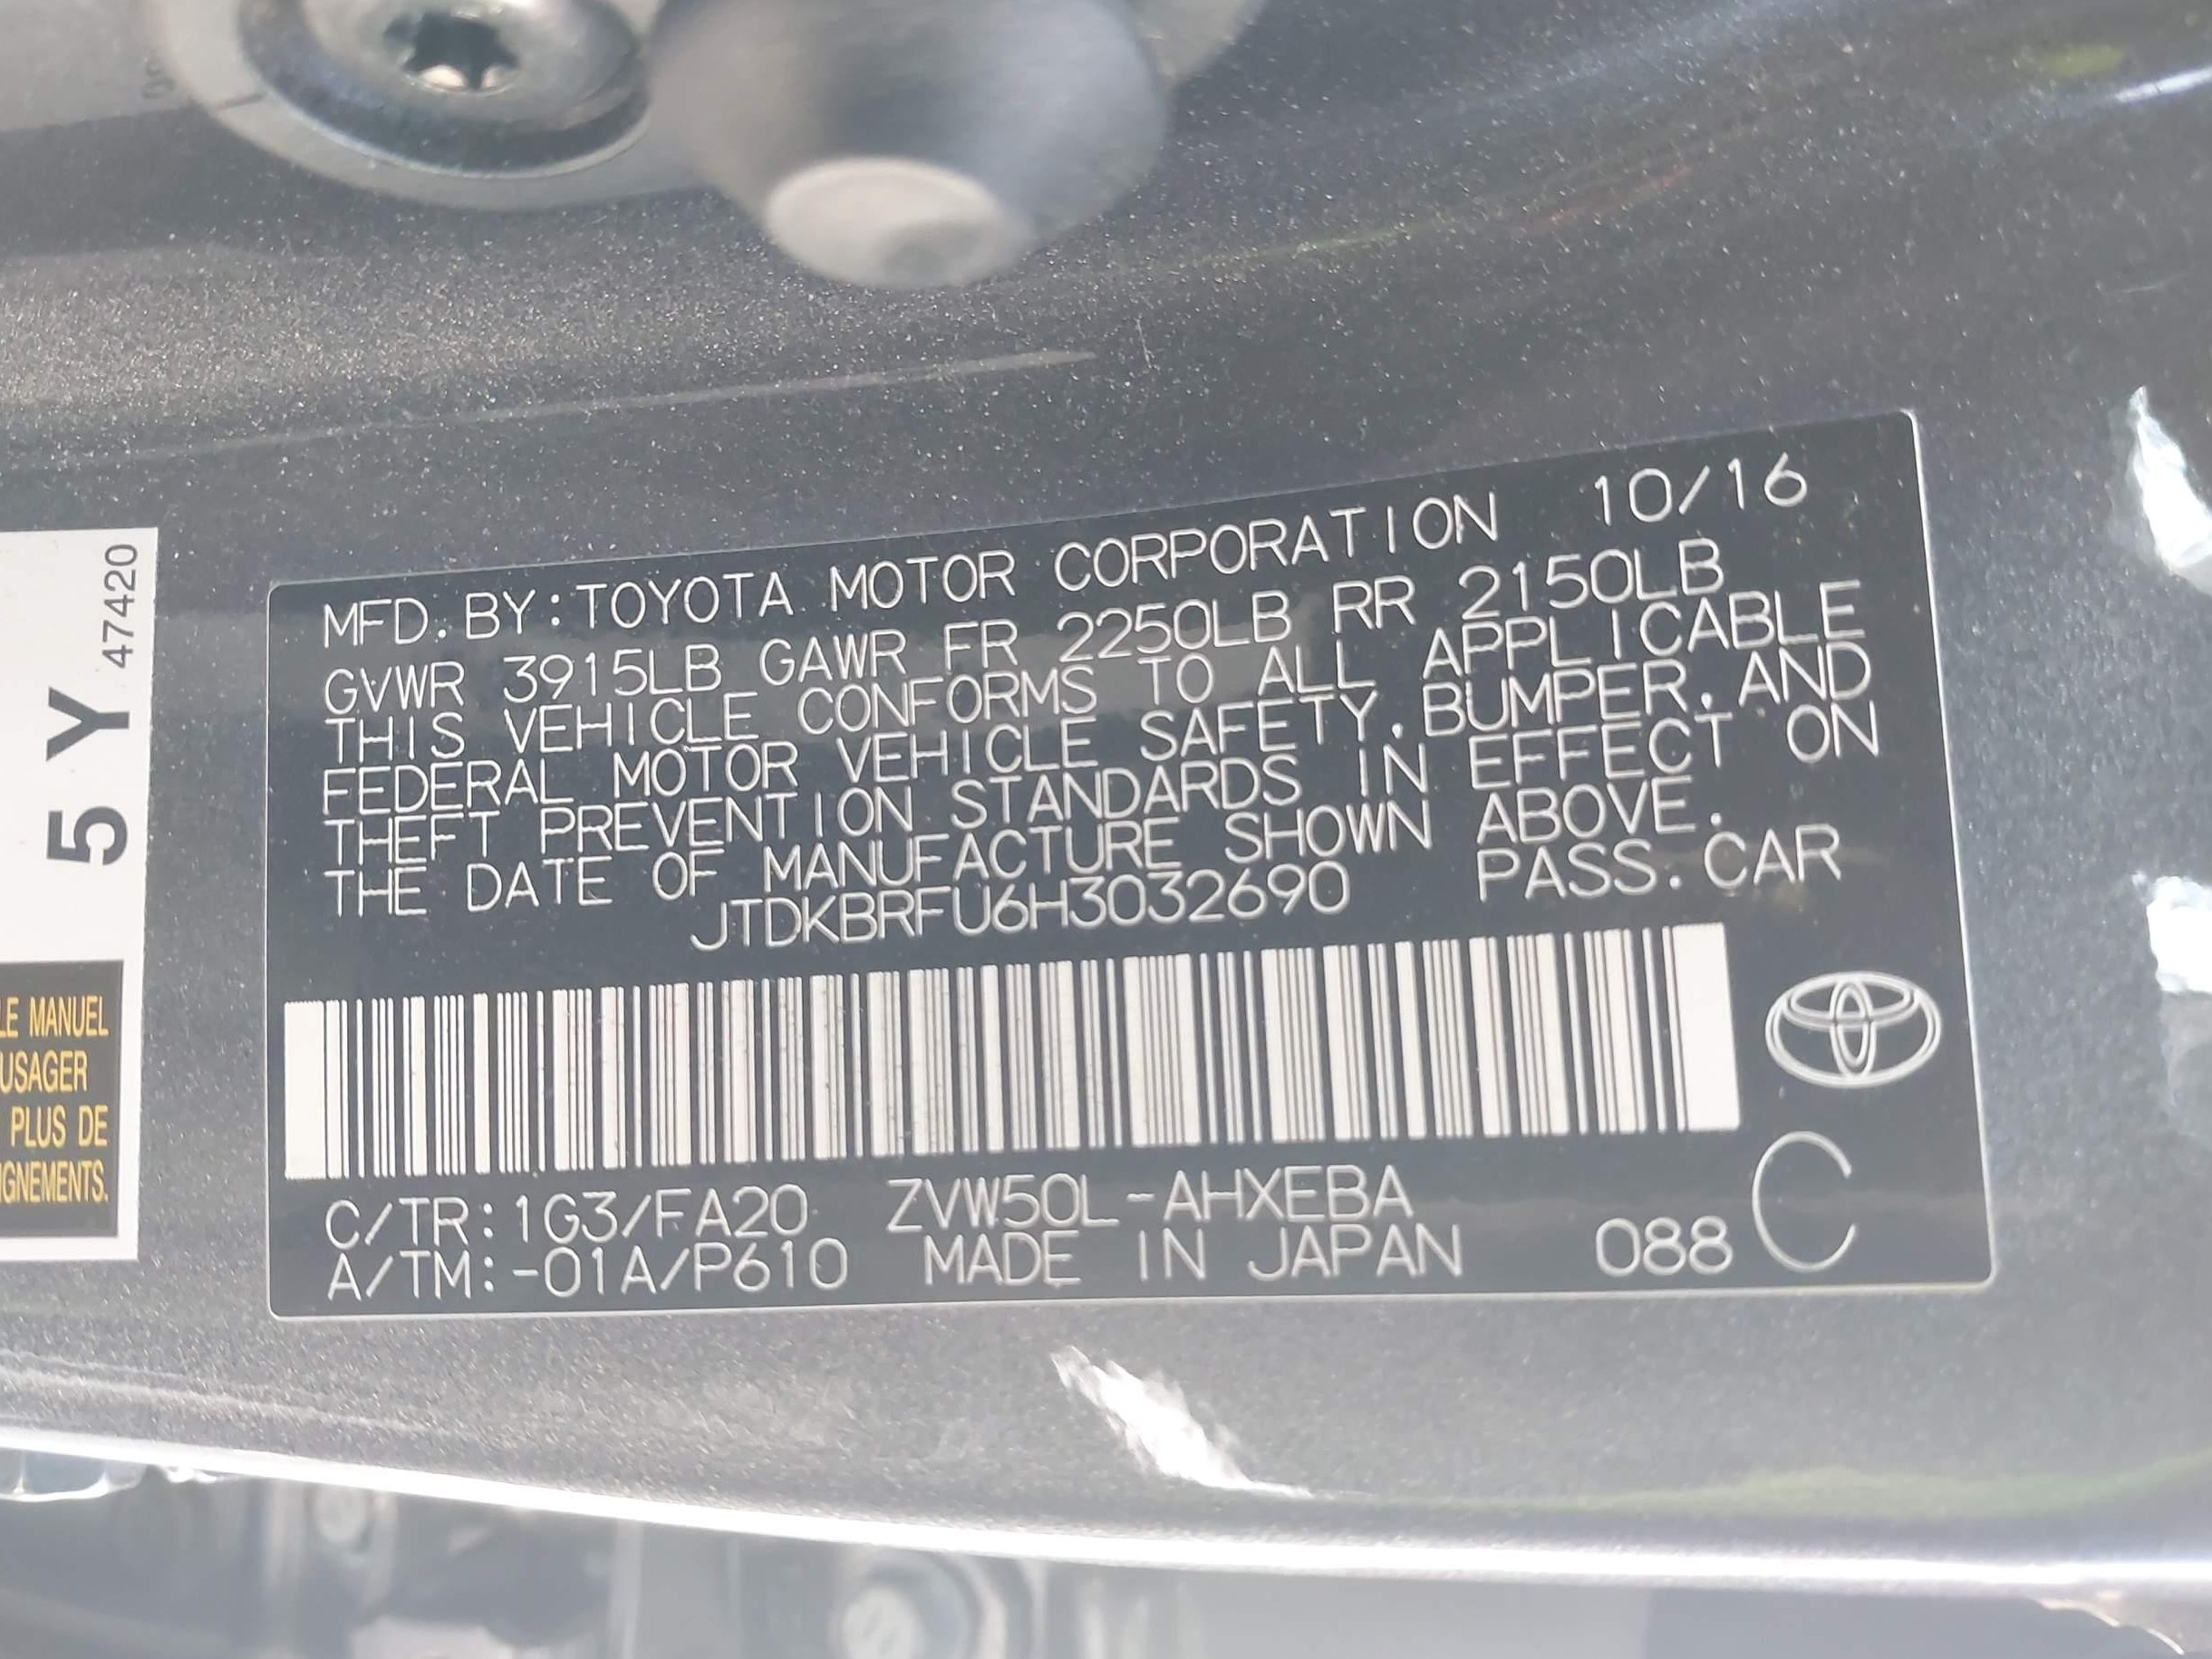 5 Y 47420
LE MANUEL
USAGER
PLUS DE
IGNEMENTS.
MFD.BY:TOYOTA MOTOR CORPORATION 10/16
GVWR 3915LB GAWR FR 2250LB RR 2150LB
THIS VEHICLE CONFORMS TO ALL APPLICABLE
FEDERAL MOTOR VEHICLE SAFETY,BUMPER,AND
THEFT PREVENTION STANDARDS IN EFFECT ON
THE DATE OF MANUFACTURE SHOWN ABOVE.
JTDKBRFU6H3032690 PASS.CAR
C/TR:1G3/FA20 ZVW50L-AHXEBA
A/TM:-01A/P610 MADE IN JAPAN 088 C